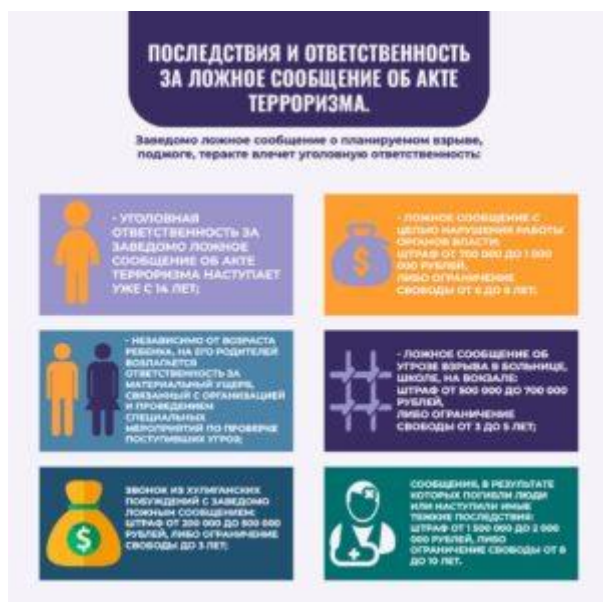 ПОСЛЕДСТВИЯ И ОТВЕТСТВЕННОСТЬ
ЗА ЛОЖНОЕ СООБЩЕНИЕ ОБ АКТЕ
ТЕРРОРИЗМА.
Заведомо ложное сообщение о планируемом взрыве,
поджоге, теракте влечет уголовную ответственность:
- УГОЛОВНАЯ
ОТВЕТСТВЕННОСТЬ ЗА
ЗАВЕДОМО ЛОЖНОЕ
СООБЩЕНИЕ ОБ АКТЕ
ТЕРРОРИЗМА НАСТУПАЕТ
УЖЕ С 14 ЛЕТ;
- ЛОЖНОЕ СООБЩЕНИЕ С
ЦЕЛЬЮ НАРУШЕНИЯ РАБОТЫ
ОРГАНОВ ВЛАСТИ:
ШТРАФ ОТ 700 000 ДО 1 000
000 РУБЛЕЙ,
ЛИБО ОГРАНИЧЕНИЕ
СВОБОДЫ ОТ 6 ДО 8 ЛЕТ;
- НЕЗАВИСИМО ОТ ВОЗРАСТА
РЕБЕНКА, НА ЕГО РОДИТЕЛЕЙ
ВОЗЛАГАЕТСЯ
ОТВЕТСТВЕННОСТЬ ЗА
МАТЕРИАЛЬНЫЙ УЩЕРБ,
СВЯЗАННЫЙ С ОРГАНИЗАЦИЕЙ
И ПРОВЕДЕНИЕМ
СПЕЦИАЛЬНЫХ
МЕРОПРИЯТИЙ ПО ПРОВЕРКЕ
ПОСТУПИВШИХ УГРОЗ;
- ЛОЖНОЕ СООБЩЕНИЕ ОБ
УГРОЗЕ ВЗРЫВА В БОЛЬНИЦЕ,
ШКОЛЕ, НА ВОКЗАЛЕ:
ШТРАФ ОТ 500 000 ДО 700 000
РУБЛЕЙ,
ЛИБО ОГРАНИЧЕНИЕ
СВОБОДЫ ОТ 3 ДО 5 ЛЕТ;
ЗВОНОК ИЗ ХУЛИГАНСКИХ
ПОБУЖДЕНИЙ С ЗАВЕДОМО
ЛОЖНЫМ СООБЩЕНИЕМ:
ШТРАФ ОТ 200 000 ДО 500 000
РУБЛЕЙ, ЛИБО ОГРАНИЧЕНИЕ
СВОБОДЫ ДО 3 ЛЕТ;
СООБЩЕНИЯ, В РЕЗУЛЬТАТЕ
КОТОРЫХ ПОГИБЛИ ЛЮДИ
ИЛИ НАСТУПИЛИ ИНЫЕ
ТЯЖКИЕ ПОСЛЕДСТВИЯ:
ШТРАФ ОТ 1 500 000 ДО 2 000
000 РУБЛЕЙ, ЛИБО
ОГРАНИЧЕНИЕ СВОБОДЫ ОТ 8
ДО 10 ЛЕТ.